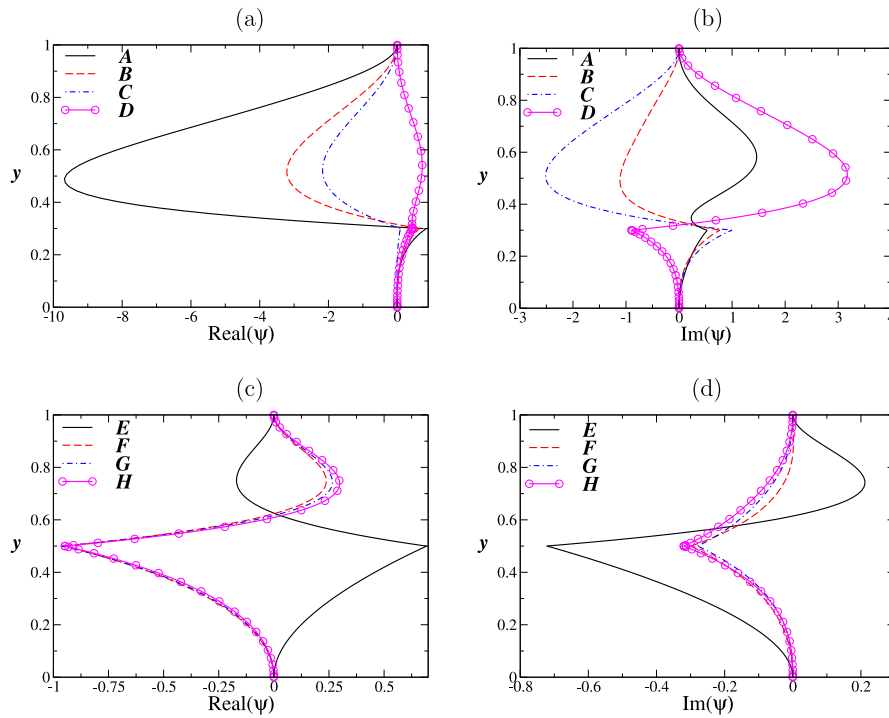 (a)
A
B
C
D
1
0.8
0.6
y
0.4
0.2
0
-10 -8 -6 -4 -2 0
Real(ψ)
(b)
A
B
C
D
1
0.8
0.6
y
0.4
0.2
0
-3 -2 -1 0 1 2 3 4
Im(ψ)
(c)
E
F
G
H
1
0.8
0.6
y
0.4
0.2
0
-1 -0.75 -0.5 -0.25 0 0.25 0.5
Real(ψ)
(d)
E
F
G
H
1
0.8
0.6
y
0.4
0.2
0
-0.8 -0.6 -0.4 -0.2 0 0.2
Im(ψ)